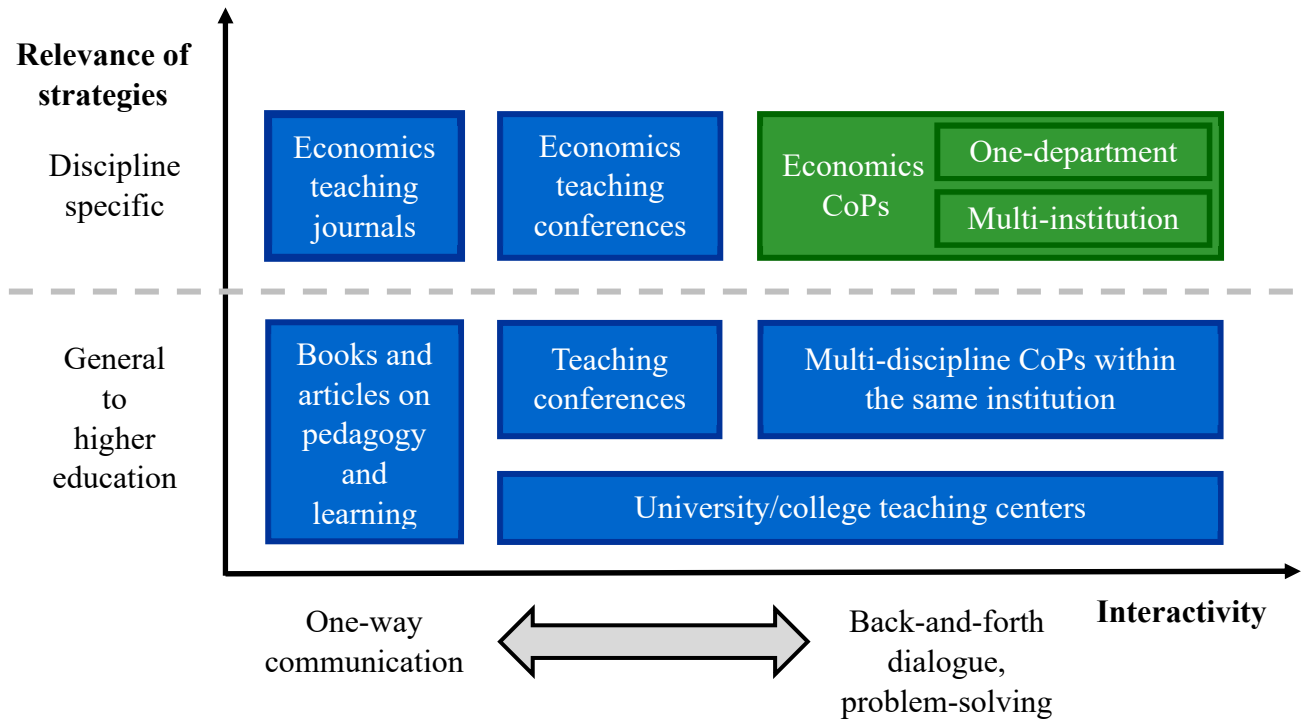 Relevance of
strategies
Discipline
specific
Economics
teaching
journals
Economics
teaching
conferences
Economics
CoPs
One-department
Multi-institution
General
to
higher
education
Books and
articles on
pedagogy
and
learning
Teaching
conferences
Multi-discipline CoPs within
the same institution
University/college teaching centers
Interactivity
One-way
communication
Back-and-forth
dialogue,
problem-solving